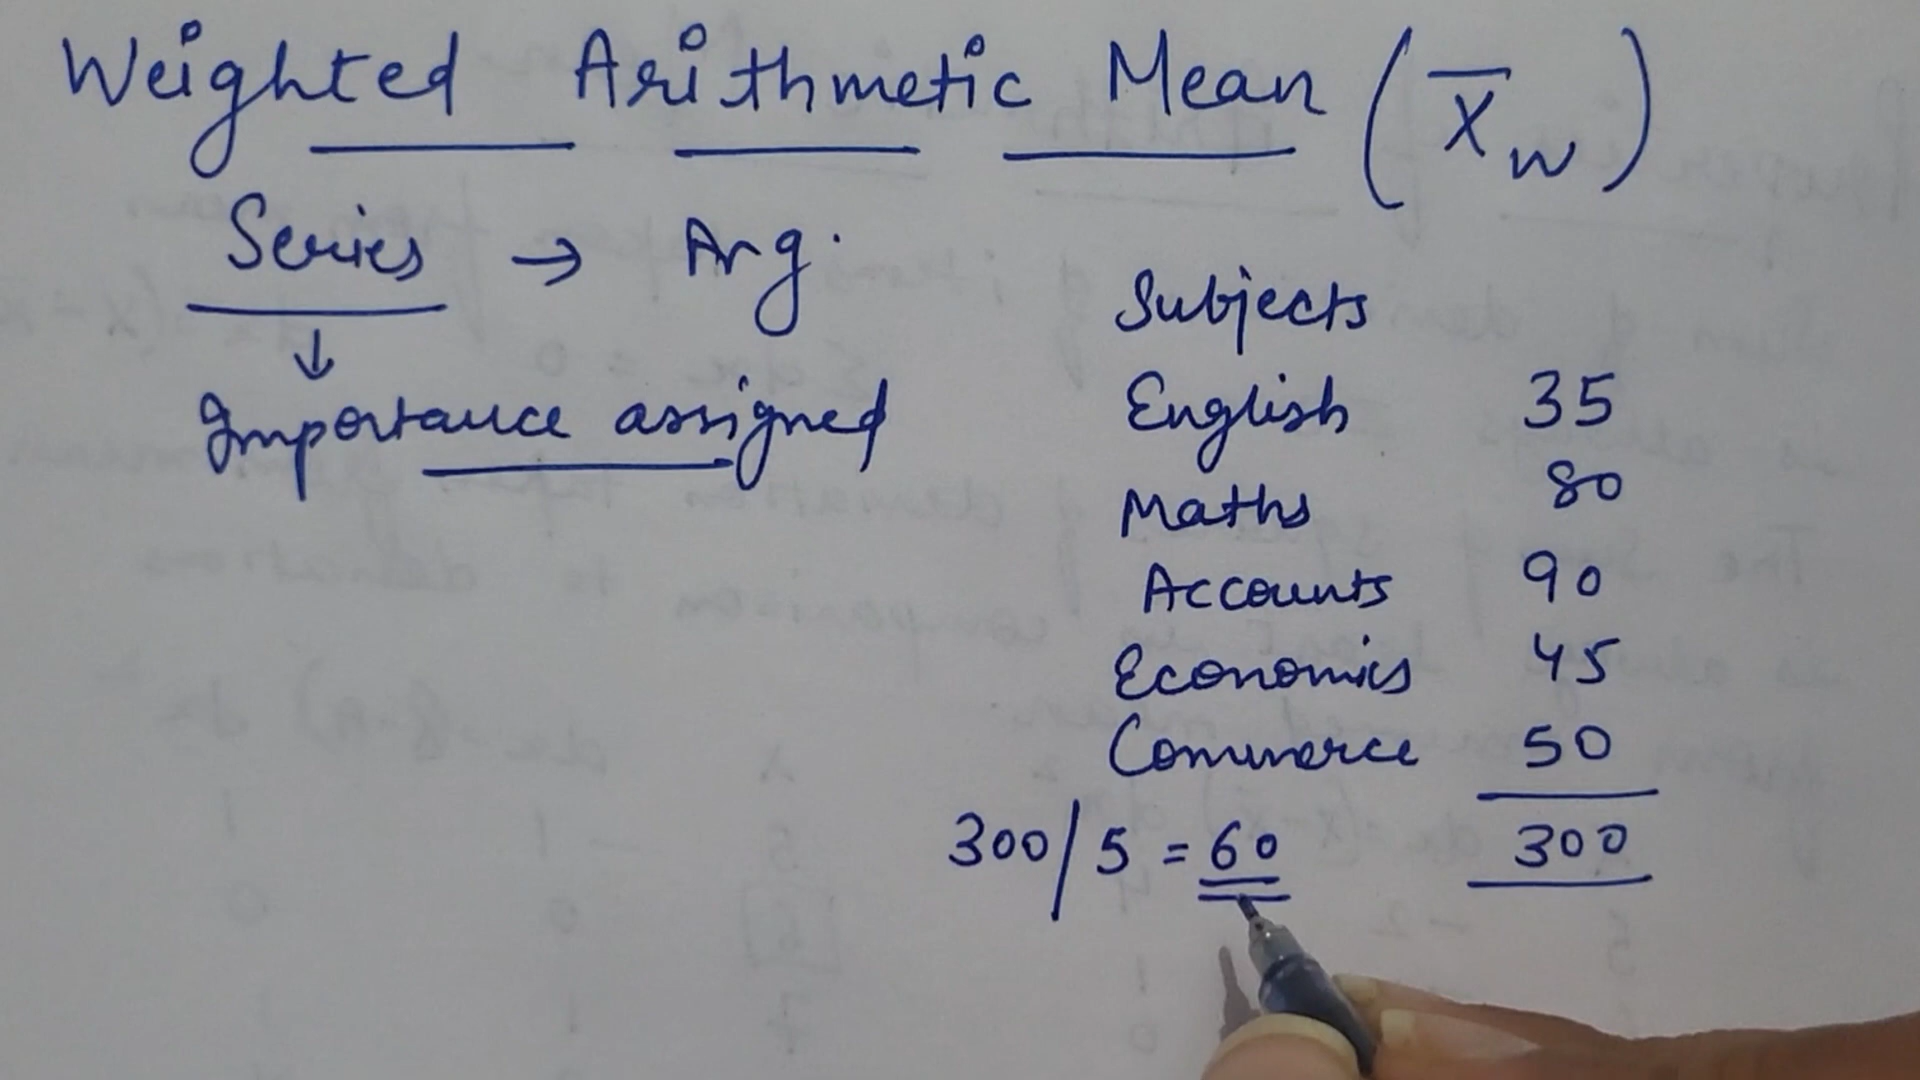 Weighted Arithmetic Mean (X̅w)
Series → Avg.
↓
Importance assigned
Subjects
English 35
Maths 80
Accounts 90
Economics 45
Commerce 50
300/5 = 60
300